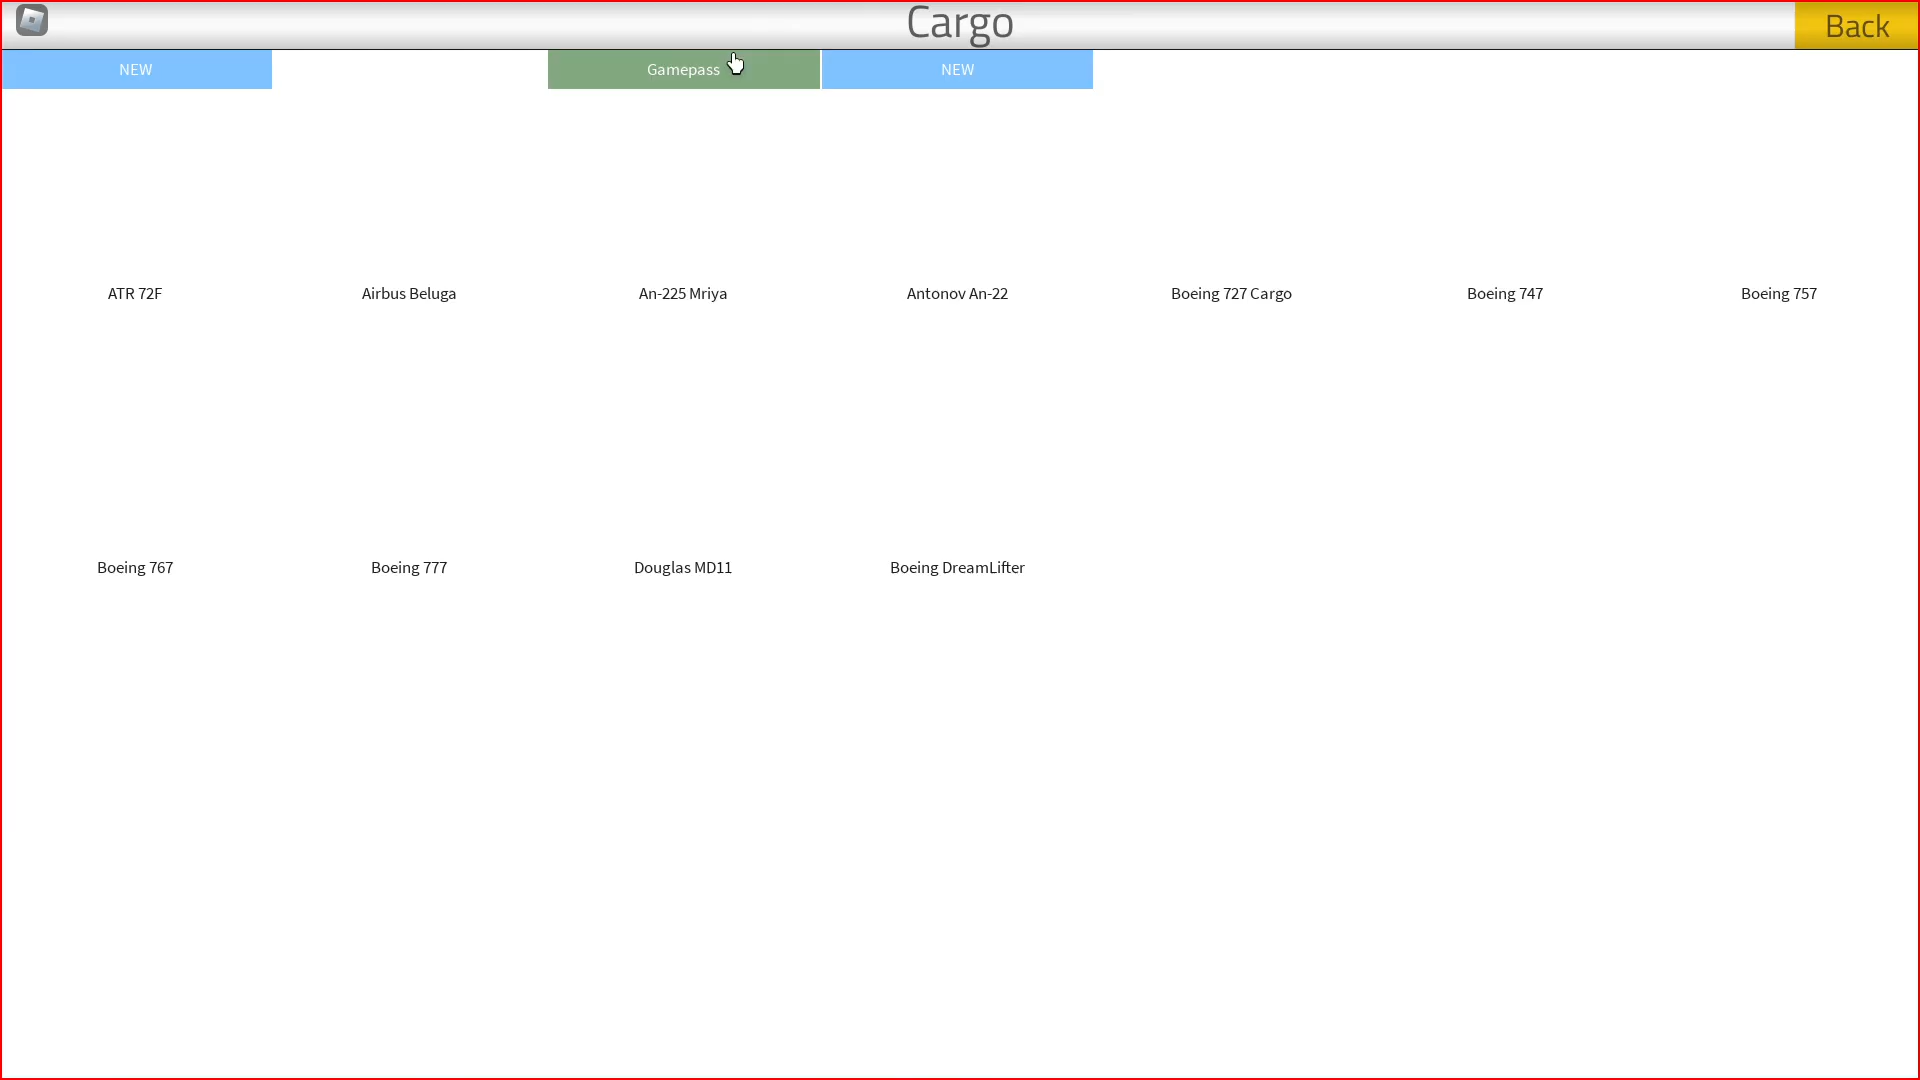 Cargo
Back
NEW
Gamepass
NEW
ATR 72F
Airbus Beluga
An-225 Mriya
Antonov An-22
Boeing 727 Cargo
Boeing 747
Boeing 757
Boeing 767
Boeing 777
Douglas MD11
Boeing DreamLifter